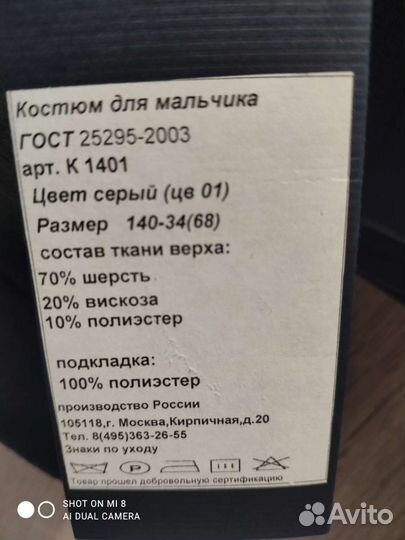 Костюм для мальчика
ГОСТ 25295-2003
арт. К 1401
Цвет серый (цв 01)
Размер 140-34(68)
состав ткани верха:
70% шерсть
20% вискоза
10% полиэстер
подкладка:
100% полиэстер
производство России
105118,г. Москва,Кирпичная,д.20
Тел. 8(495)363-26-55
Знаки по уходу
P
Товар прошел добровольную сертификацию
SHOT ON MI 8
AI DUAL CAMERA
Avito